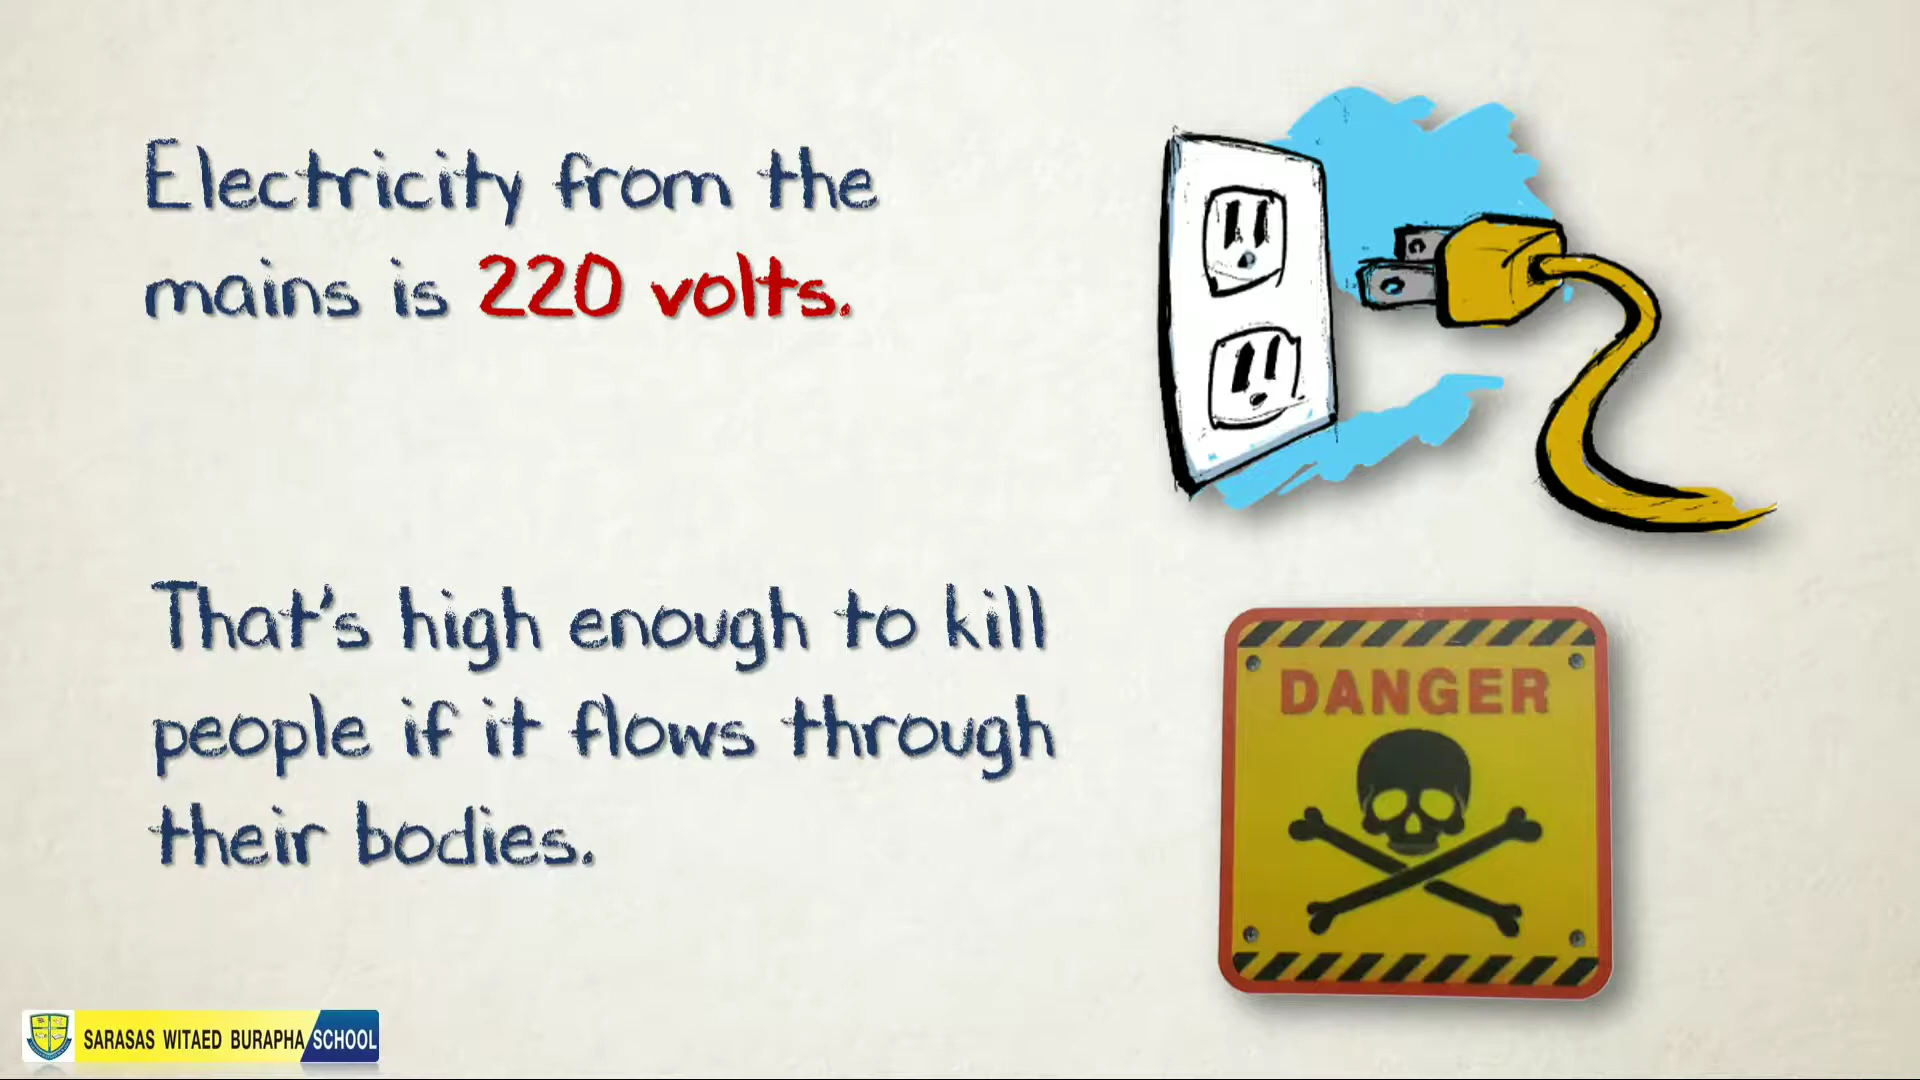 Electricity from the
mains is 220 volts.
That's high enough to kill
people if it flows through
their bodies.
DANGER
SARASAS WITAED BURAPHA SCHOOL